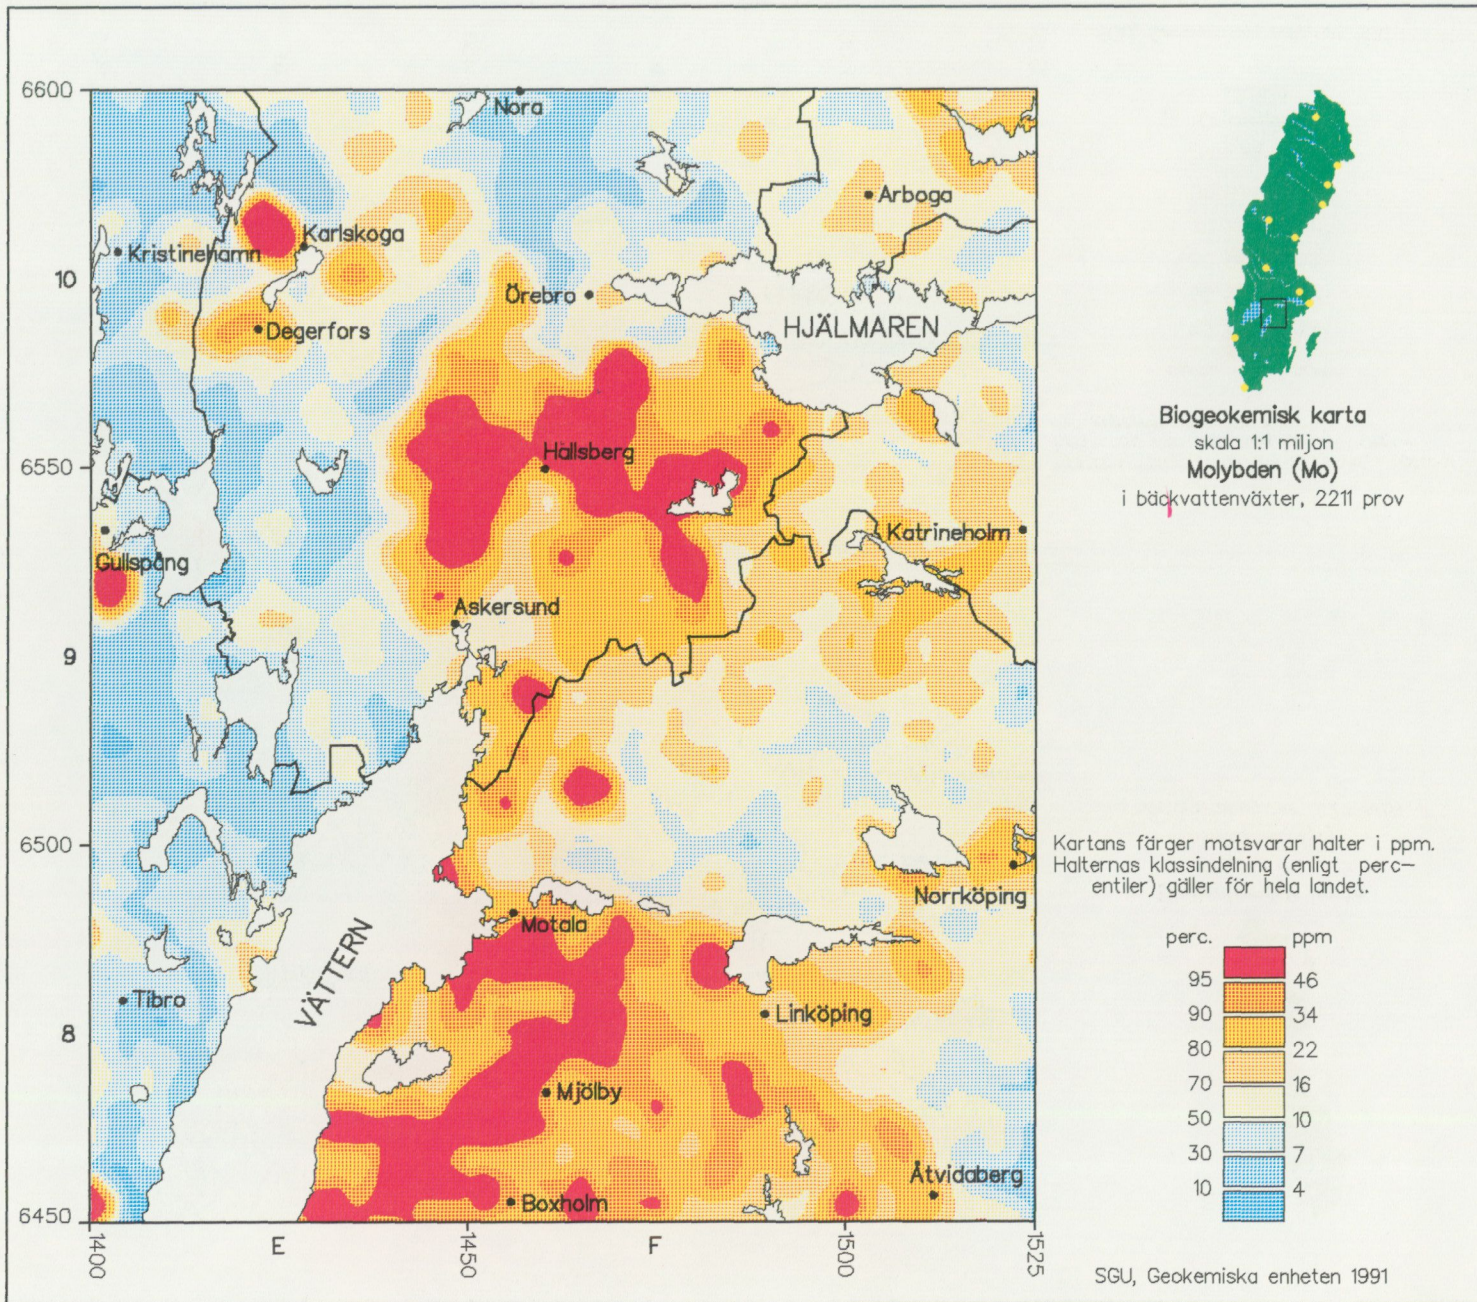 6600
Nora
Arboga
Karlskoga
Kristinehamn
10
Örebro
HJÄLMAREN
Degerfors
6550
Hällsberg
Katrineholm
Gullspång
Askersund
9
6500
Norrköping
Motala
VÄTTERN
Tibro
Linköping
8
Mjölby
Åtvidaberg
Boxholm
6450
1400
E
1450
F
1500
1525
Biogeokemisk karta
skala 1:1 miljon
Molybden (Mo)
i bäckvattenväxter, 2211 prov
Kartans färger motsvarar halter i ppm.
Halternas klassindelning (enligt perc-
entiler) gäller för hela landet.
perc. ppm
95 46
90 34
80 22
70 16
50 10
30 7
10 4
SGU, Geokemiska enheten 1991